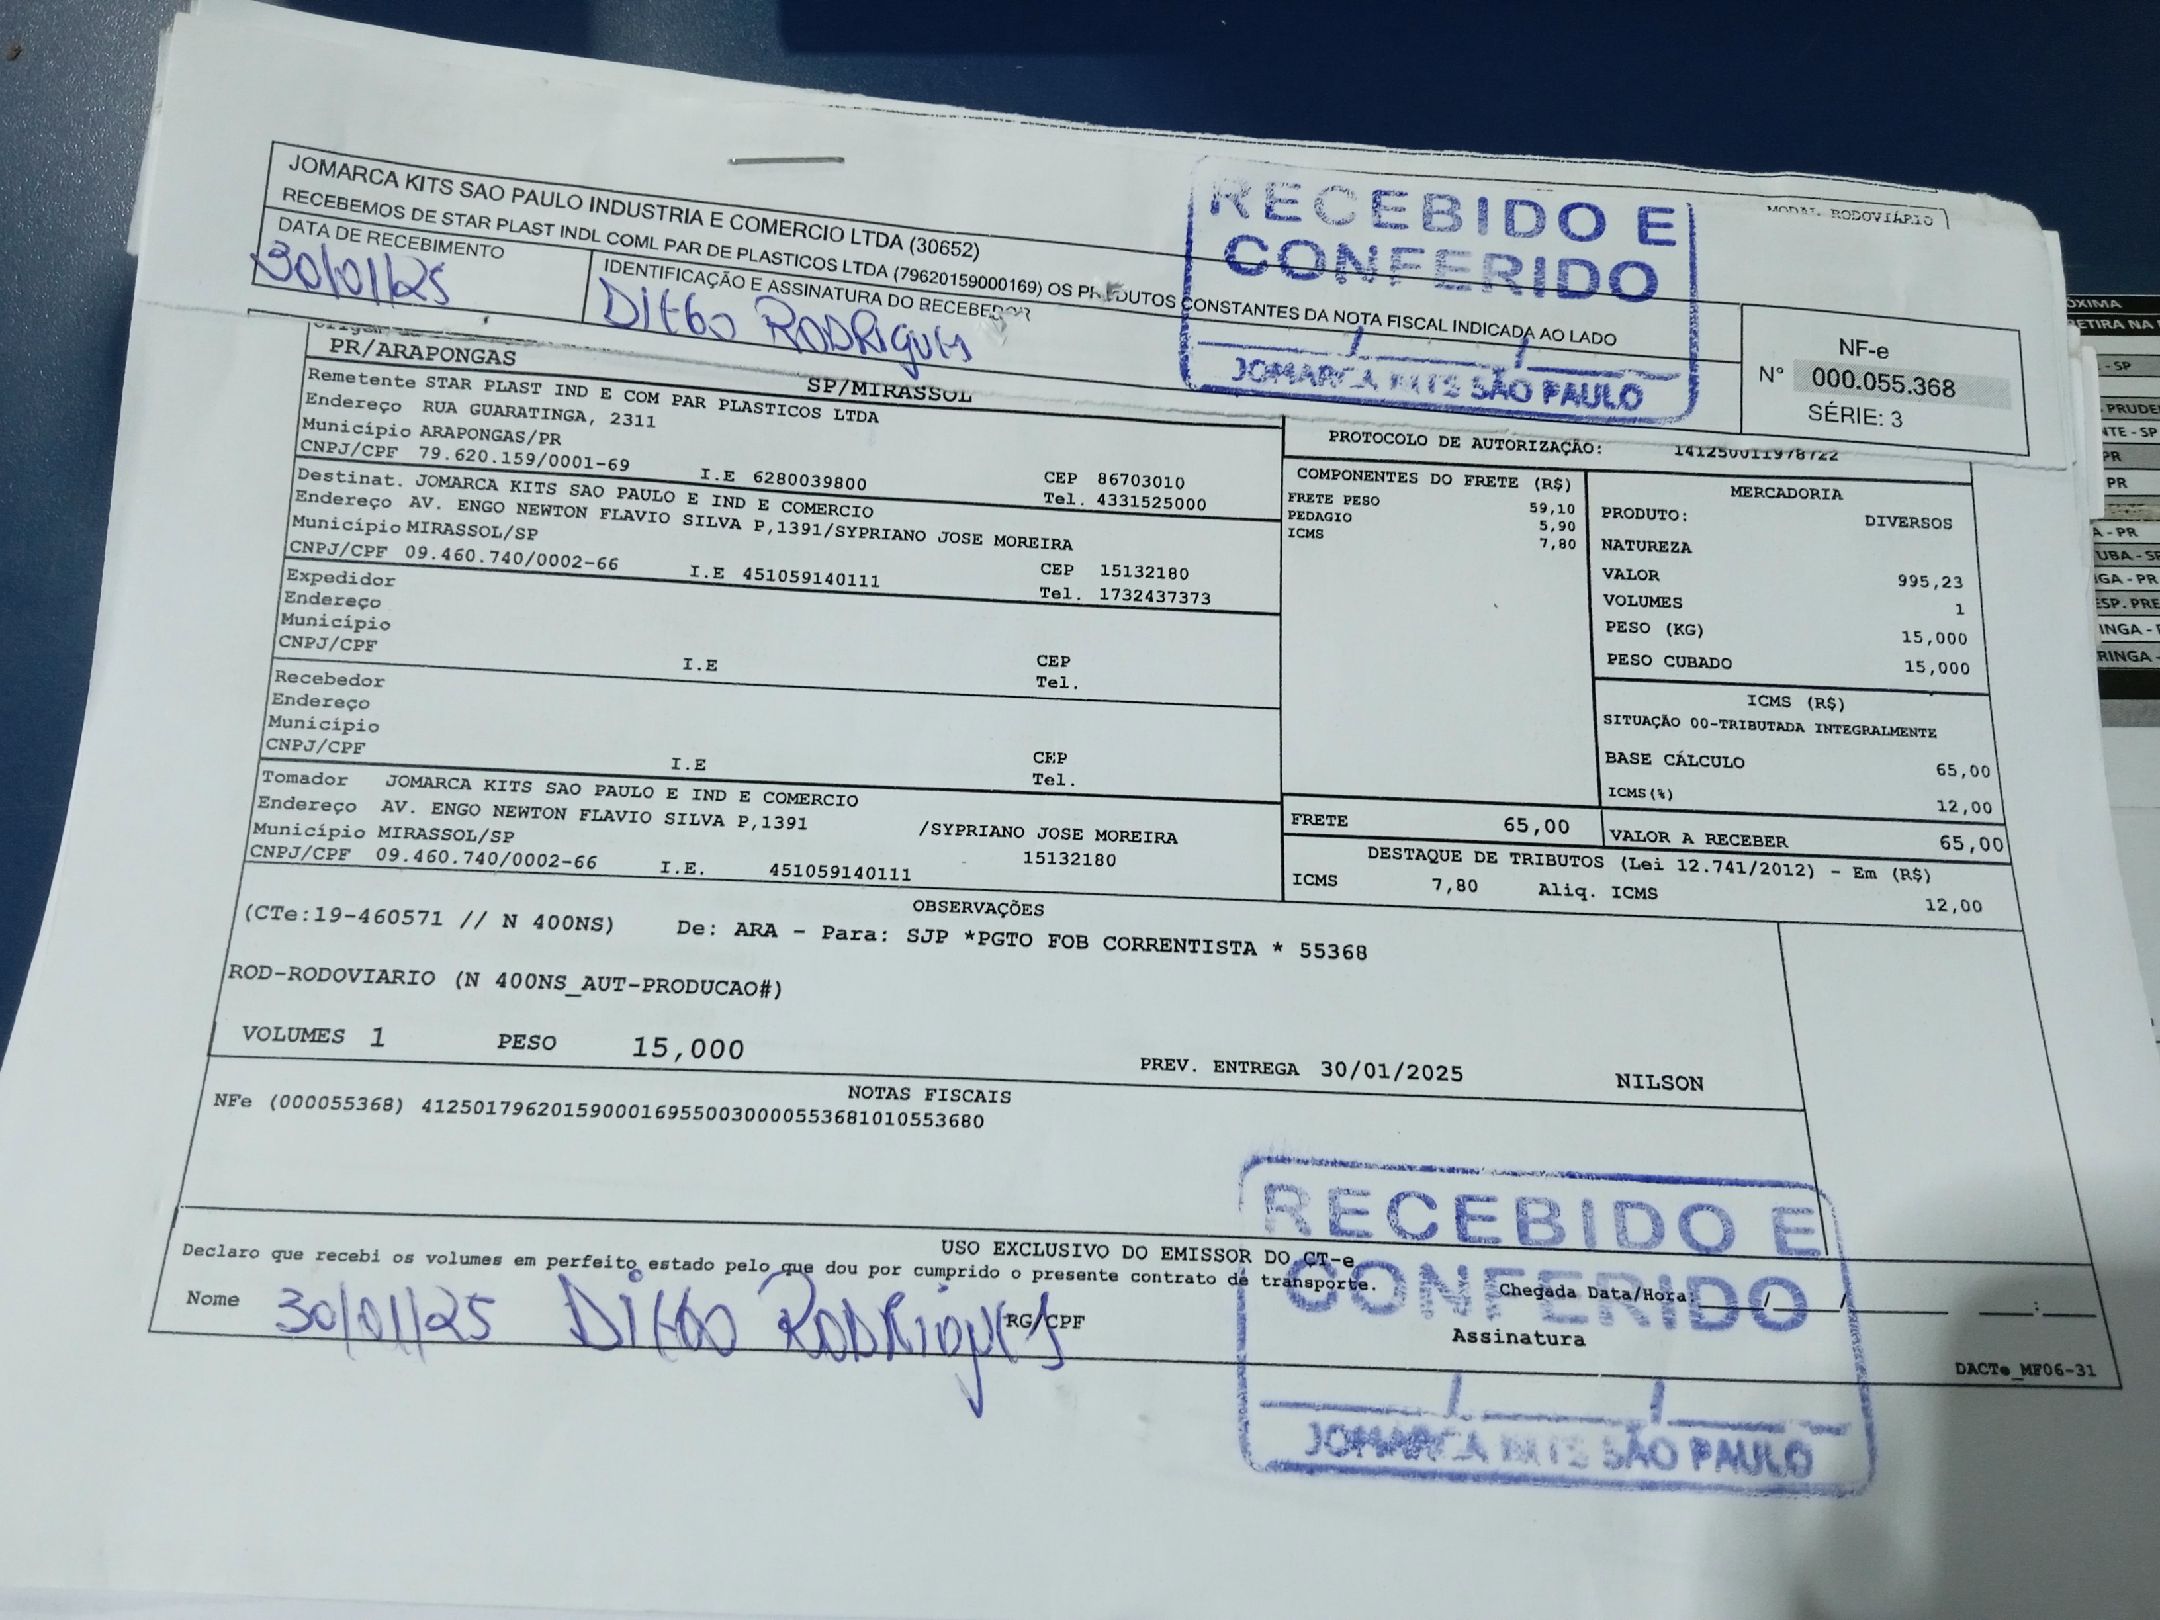 JOMARCA KITS SAO PAULO INDUSTRIA E COMERCIO LTDA (30652)
RECEBEMOS DE STAR PLAST INDL COML PAR DE PLASTICOS LTDA (79620159000169) OS PRODUTOS CONSTANTES DA NOTA FISCAL INDICADA AO LADO
DATA DE RECEBIMENTO
30/01/25
IDENTIFICAÇÃO E ASSINATURA DO RECEBEDOR
DIEGO RODRIGUES
RECEBIDO E
CONFERIDO
JOMARCA KITS SÃO PAULO
MODAL RODOVIÁRIO
NF-e
N° 000.055.368
SÉRIE: 3
PR/ARAPONGAS
SP/MIRASSOL
Remetente STAR PLAST IND E COM PAR PLASTICOS LTDA
Endereço RUA GUARATINGA, 2311
Município ARAPONGAS/PR CEP 86703010
CNPJ/CPF 79.620.159/0001-69 I.E 6280039800 Tel. 4331525000
Destinat. JOMARCA KITS SAO PAULO E IND E COMERCIO
Endereço AV. ENGO NEWTON FLAVIO SILVA P,1391/SYPRIANO JOSE MOREIRA
Município MIRASSOL/SP CEP 15132180
CNPJ/CPF 09.460.740/0002-66 I.E 451059140111 Tel. 1732437373
Expedidor
Endereço
Município CEP
CNPJ/CPF I.E Tel.
Recebedor
Endereço
Município CEP
CNPJ/CPF I.E Tel.
Tomador JOMARCA KITS SAO PAULO E IND E COMERCIO
Endereço AV. ENGO NEWTON FLAVIO SILVA P,1391 /SYPRIANO JOSE MOREIRA
Município MIRASSOL/SP 15132180
CNPJ/CPF 09.460.740/0002-66 I.E. 451059140111
PROTOCOLO DE AUTORIZAÇÃO: 141250011978722
COMPONENTES DO FRETE (R$)
FRETE PESO 59,10
PEDAGIO 5,90
ICMS 7,80
MERCADORIA
PRODUTO: DIVERSOS
NATUREZA
VALOR 995,23
VOLUMES 1
PESO (KG) 15,000
PESO CUBADO 15,000
ICMS (R$)
SITUAÇÃO 00-TRIBUTADA INTEGRALMENTE
BASE CÁLCULO 65,00
ICMS(%) 12,00
FRETE 65,00
VALOR A RECEBER 65,00
DESTAQUE DE TRIBUTOS (Lei 12.741/2012) - Em (R$)
ICMS 7,80 Aliq. ICMS 12,00
OBSERVAÇÕES
(CTe:19-460571 // N 400NS) De: ARA - Para: SJP *PGTO FOB CORRENTISTA * 55368
ROD-RODOVIARIO (N 400NS_AUT-PRODUCAO#)
VOLUMES 1 PESO 15,000 PREV. ENTREGA 30/01/2025 NILSON
NOTAS FISCAIS
NFe (000055368) 41250179620159000169550030000553681010553680
USO EXCLUSIVO DO EMISSOR DO CT-e
Declaro que recebi os volumes em perfeito estado pelo que dou por cumprido o presente contrato de transporte.
Chegada Data/Hora: / / :
Nome 30/01/25 DIEGO RODRIGUES RG/CPF Assinatura
DACTe_MF06-31
RECEBIDO E
CONFERIDO
JOMARCA KITS SÃO PAULO